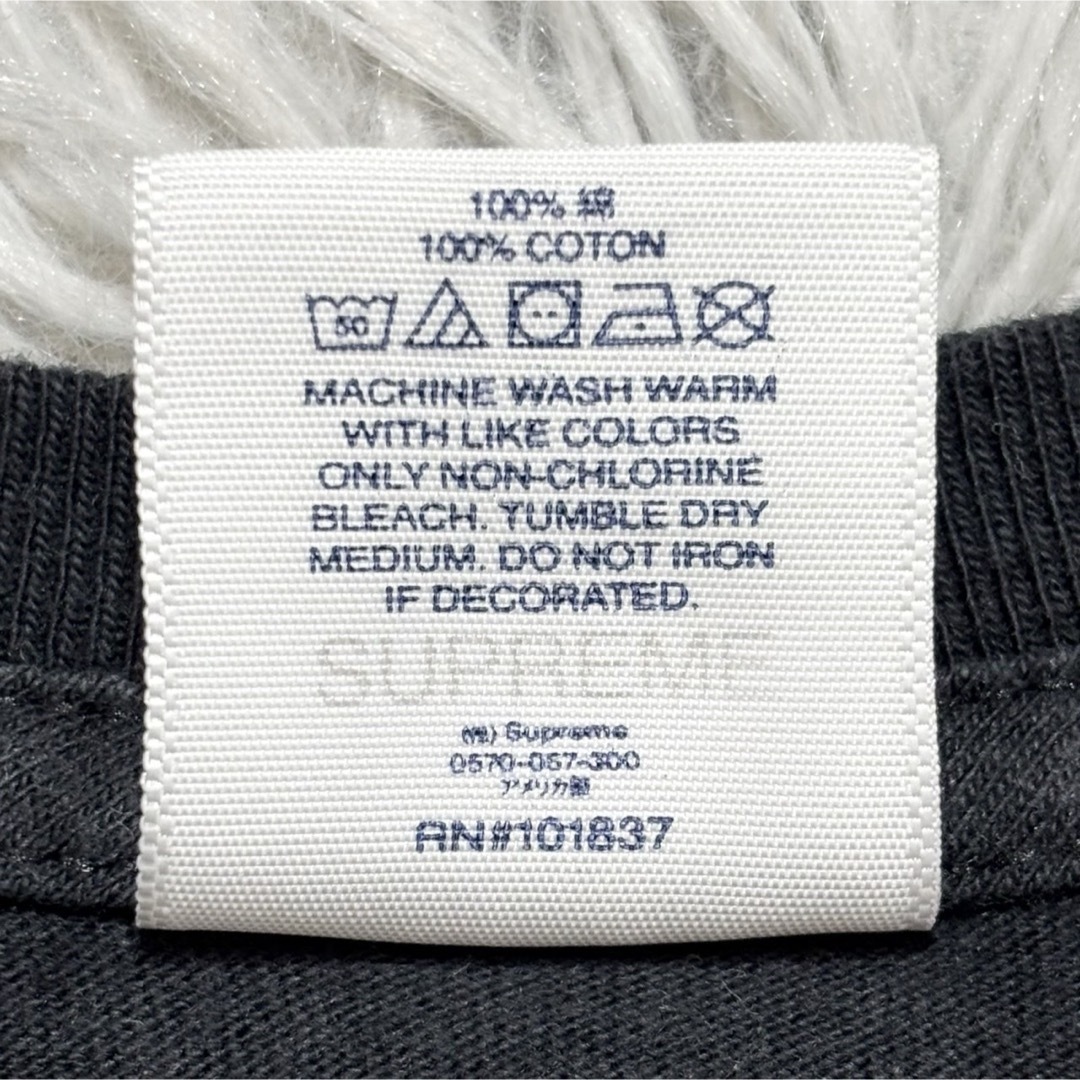 100% 綿
100% COTON
50
MACHINE WASH WARM
WITH LIKE COLORS
ONLY NON-CHLORINE
BLEACH. TUMBLE DRY
MEDIUM. DO NOT IRON
IF DECORATED.
SUPREME
(株) Supreme
0570-057-300
アメリカ製
RN#101837